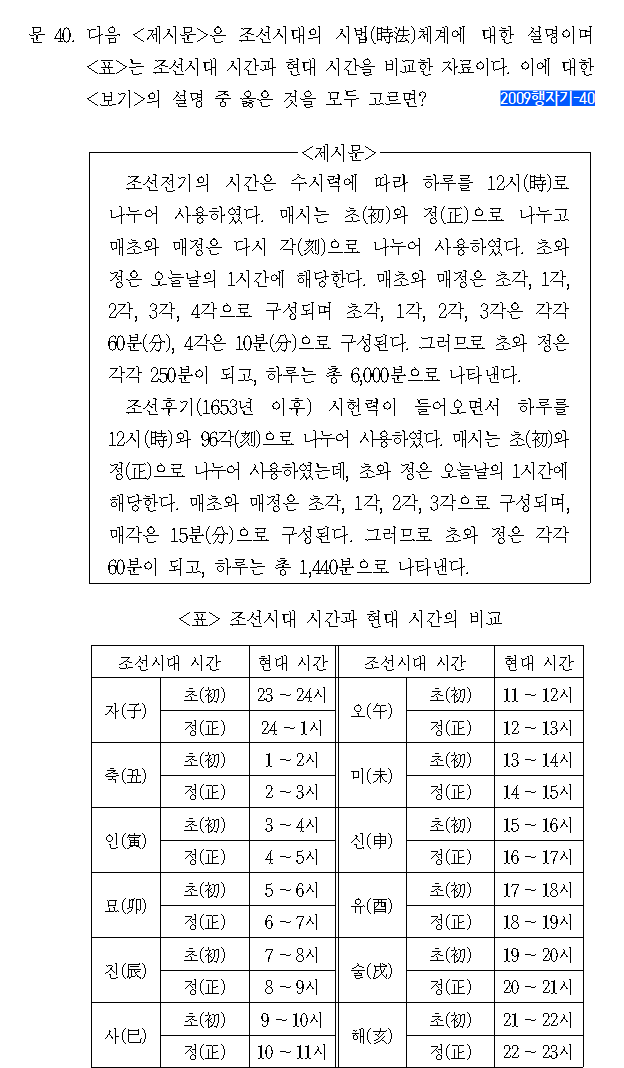 문 40. 다음 <제시문>은 조선시대의 시법(時法)체계에 대한 설명이며
<표>는 조선시대 시간과 현대 시간을 비교한 자료이다. 이에 대한
<보기>의 설명 중 옳은 것을 모두 고르면? 2009행자기-40
<제시문>
조선전기의 시간은 수시력에 따라 하루를 12시(時)로
나누어 사용하였다. 매시는 초(初)와 정(正)으로 나누고
매초와 매정은 다시 각(刻)으로 나누어 사용하였다. 초와
정은 오늘날의 1시간에 해당한다. 매초와 매정은 초각, 1각,
2각, 3각, 4각으로 구성되며 초각, 1각, 2각, 3각은 각각
60분(分), 4각은 10분(分)으로 구성된다. 그러므로 초와 정은
각각 250분이 되고, 하루는 총 6,000분으로 나타낸다.
조선후기(1653년 이후) 시헌력이 들어오면서 하루를
12시(時)와 96각(刻)으로 나누어 사용하였다. 매시는 초(初)와
정(正)으로 나누어 사용하였는데, 초와 정은 오늘날의 1시간에
해당한다. 매초와 매정은 초각, 1각, 2각, 3각으로 구성되며,
매각은 15분(分)으로 구성된다. 그러므로 초와 정은 각각
60분이 되고, 하루는 총 1,440분으로 나타낸다.
<표> 조선시대 시간과 현대 시간의 비교
조선시대 시간 현대 시간 조선시대 시간 현대 시간
자(子) 초(初) 23 ~ 24시 오(午) 초(初) 11 ~ 12시
정(正) 24 ~ 1시 정(正) 12 ~ 13시
축(丑) 초(初) 1 ~ 2시 미(未) 초(初) 13 ~ 14시
정(正) 2 ~ 3시 정(正) 14 ~ 15시
인(寅) 초(初) 3 ~ 4시 신(申) 초(初) 15 ~ 16시
정(正) 4 ~ 5시 정(正) 16 ~ 17시
묘(卯) 초(初) 5 ~ 6시 유(酉) 초(初) 17 ~ 18시
정(正) 6 ~ 7시 정(正) 18 ~ 19시
진(辰) 초(初) 7 ~ 8시 술(戌) 초(初) 19 ~ 20시
정(正) 8 ~ 9시 정(正) 20 ~ 21시
사(巳) 초(初) 9 ~ 10시 해(亥) 초(初) 21 ~ 22시
정(正) 10 ~ 11시 정(正) 22 ~ 23시